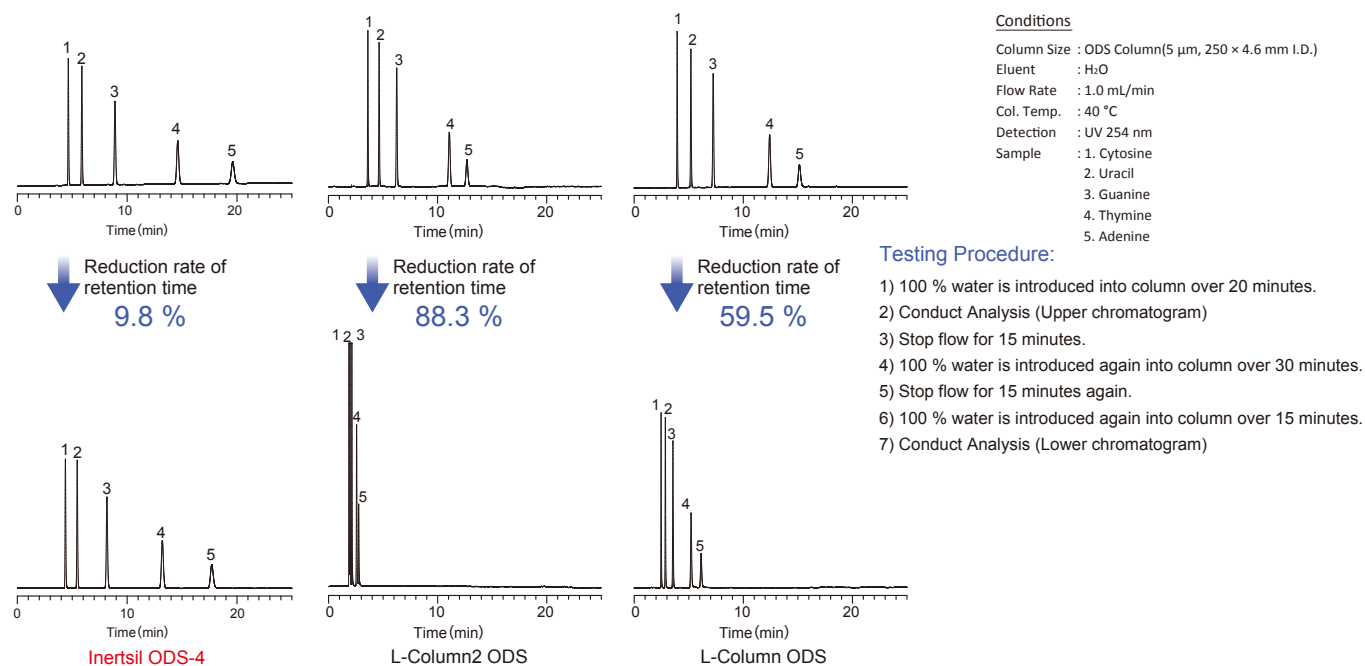 1
2
3
4
5
0
10
20
Time (min)
1
2
3
4
5
0
10
20
Time (min)
1
2
3
4
5
0
10
20
Time (min)
Conditions
Column Size : ODS Column(5 μm, 250 × 4.6 mm I.D.)
Eluent : H₂O
Flow Rate : 1.0 mL/min
Col. Temp. : 40 °C
Detection : UV 254 nm
Sample : 1. Cytosine
2. Uracil
3. Guanine
4. Thymine
5. Adenine
Reduction rate of
retention time
9.8 %
Reduction rate of
retention time
88.3 %
Reduction rate of
retention time
59.5 %
Testing Procedure:
1) 100 % water is introduced into column over 20 minutes.
2) Conduct Analysis (Upper chromatogram)
3) Stop flow for 15 minutes.
4) 100 % water is introduced again into column over 30 minutes.
5) Stop flow for 15 minutes again.
6) 100 % water is introduced again into column over 15 minutes.
7) Conduct Analysis (Lower chromatogram)
1
2
3
4
5
0
10
20
Time (min)
Inertsil ODS-4
1
2
3
4
5
0
10
20
Time (min)
L-Column2 ODS
1
2
3
4
5
0
10
20
Time (min)
L-Column ODS